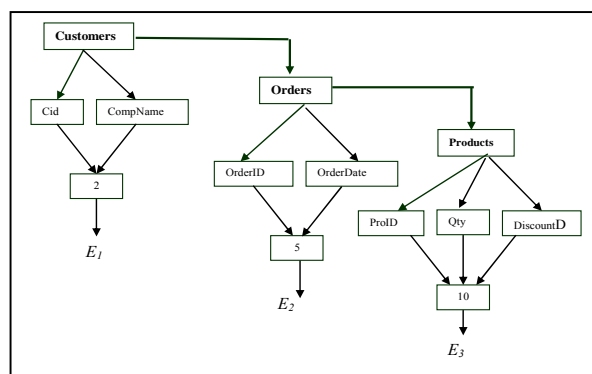 Customers
Orders
Cid
CompName
Products
OrderID
OrderDate
2
ProID
Qty
DiscountD
E1
5
10
E2
E3